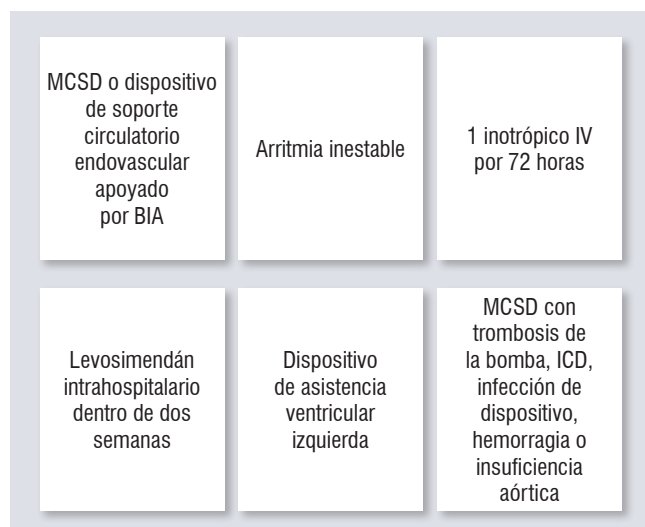 MCSD o dispositivo
de soporte
circulatorio
endovascular
apoyado
por BIA
Arritmia inestable
1 inotrópico IV
por 72 horas
Levosimendán
intrahospitalario
dentro de dos
semanas
Dispositivo
de asistencia
ventricular
izquierda
MCSD con
trombosis de
la bomba, ICD,
infección de
dispositivo,
hemorragia o
insuficiencia
aórtica